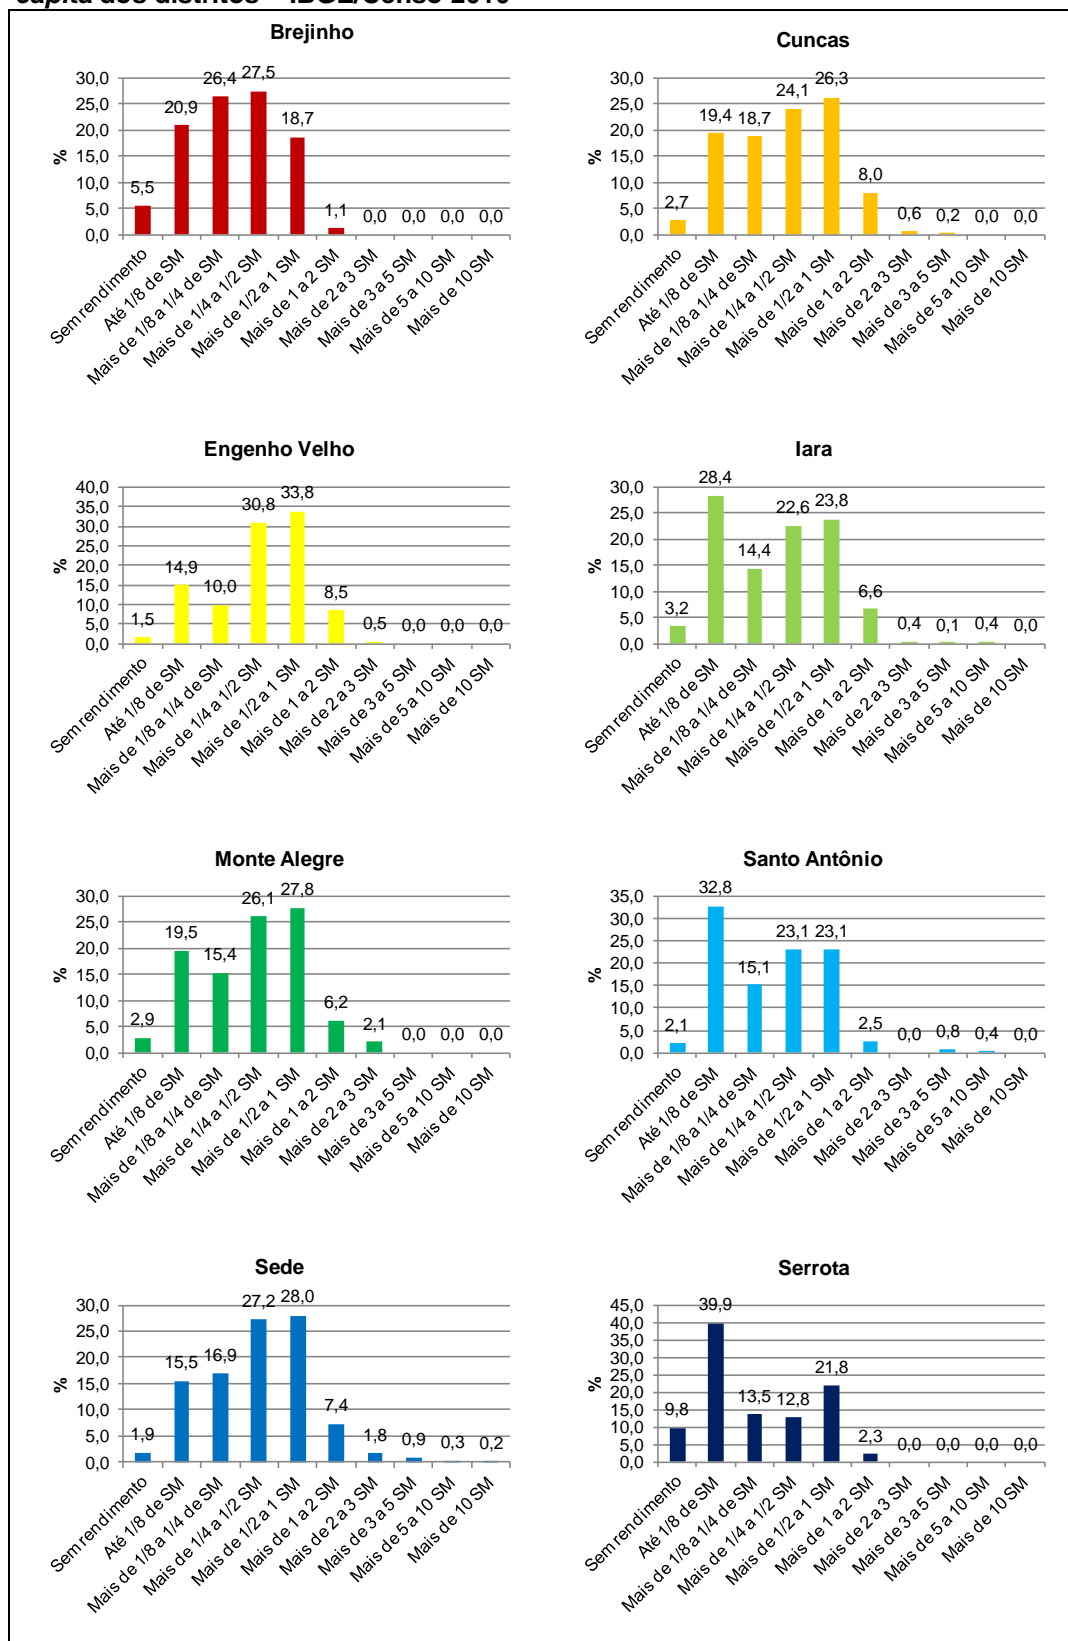 capita dos distritos – IBGE/Censo 2010
Brejinho
%
30,0
25,0
20,0
15,0
10,0
5,0
0,0
5,5
20,9
26,4
27,5
18,7
1,1
0,0
0,0
0,0
0,0
Sem rendimento
Até 1/8 de SM
Mais de 1/8 a 1/4 de SM
Mais de 1/4 a 1/2 SM
Mais de 1/2 a 1 SM
Mais de 1 a 2 SM
Mais de 2 a 3 SM
Mais de 3 a 5 SM
Mais de 5 a 10 SM
Mais de 10 SM
Cuncas
%
30,0
25,0
20,0
15,0
10,0
5,0
0,0
2,7
19,4
18,7
24,1
26,3
8,0
0,6
0,2
0,0
0,0
Sem rendimento
Até 1/8 de SM
Mais de 1/8 a 1/4 de SM
Mais de 1/4 a 1/2 SM
Mais de 1/2 a 1 SM
Mais de 1 a 2 SM
Mais de 2 a 3 SM
Mais de 3 a 5 SM
Mais de 5 a 10 SM
Mais de 10 SM
Engenho Velho
%
40,0
35,0
30,0
25,0
20,0
15,0
10,0
5,0
0,0
1,5
14,9
10,0
30,8
33,8
8,5
0,5
0,0
0,0
0,0
Sem rendimento
Até 1/8 de SM
Mais de 1/8 a 1/4 de SM
Mais de 1/4 a 1/2 SM
Mais de 1/2 a 1 SM
Mais de 1 a 2 SM
Mais de 2 a 3 SM
Mais de 3 a 5 SM
Mais de 5 a 10 SM
Mais de 10 SM
Iara
%
30,0
25,0
20,0
15,0
10,0
5,0
0,0
3,2
28,4
14,4
22,6
23,8
6,6
0,4
0,1
0,4
0,0
Sem rendimento
Até 1/8 de SM
Mais de 1/8 a 1/4 de SM
Mais de 1/4 a 1/2 SM
Mais de 1/2 a 1 SM
Mais de 1 a 2 SM
Mais de 2 a 3 SM
Mais de 3 a 5 SM
Mais de 5 a 10 SM
Mais de 10 SM
Monte Alegre
%
30,0
25,0
20,0
15,0
10,0
5,0
0,0
2,9
19,5
15,4
26,1
27,8
6,2
2,1
0,0
0,0
0,0
Sem rendimento
Até 1/8 de SM
Mais de 1/8 a 1/4 de SM
Mais de 1/4 a 1/2 SM
Mais de 1/2 a 1 SM
Mais de 1 a 2 SM
Mais de 2 a 3 SM
Mais de 3 a 5 SM
Mais de 5 a 10 SM
Mais de 10 SM
Santo Antônio
%
35,0
30,0
25,0
20,0
15,0
10,0
5,0
0,0
2,1
32,8
15,1
23,1
23,1
2,5
0,0
0,8
0,4
0,0
Sem rendimento
Até 1/8 de SM
Mais de 1/8 a 1/4 de SM
Mais de 1/4 a 1/2 SM
Mais de 1/2 a 1 SM
Mais de 1 a 2 SM
Mais de 2 a 3 SM
Mais de 3 a 5 SM
Mais de 5 a 10 SM
Mais de 10 SM
Sede
%
30,0
25,0
20,0
15,0
10,0
5,0
0,0
1,9
15,5
16,9
27,2
28,0
7,4
1,8
0,9
0,3
0,2
Sem rendimento
Até 1/8 de SM
Mais de 1/8 a 1/4 de SM
Mais de 1/4 a 1/2 SM
Mais de 1/2 a 1 SM
Mais de 1 a 2 SM
Mais de 2 a 3 SM
Mais de 3 a 5 SM
Mais de 5 a 10 SM
Mais de 10 SM
Serrota
%
45,0
40,0
35,0
30,0
25,0
20,0
15,0
10,0
5,0
0,0
9,8
39,9
13,5
12,8
21,8
2,3
0,0
0,0
0,0
0,0
Sem rendimento
Até 1/8 de SM
Mais de 1/8 a 1/4 de SM
Mais de 1/4 a 1/2 SM
Mais de 1/2 a 1 SM
Mais de 1 a 2 SM
Mais de 2 a 3 SM
Mais de 3 a 5 SM
Mais de 5 a 10 SM
Mais de 10 SM